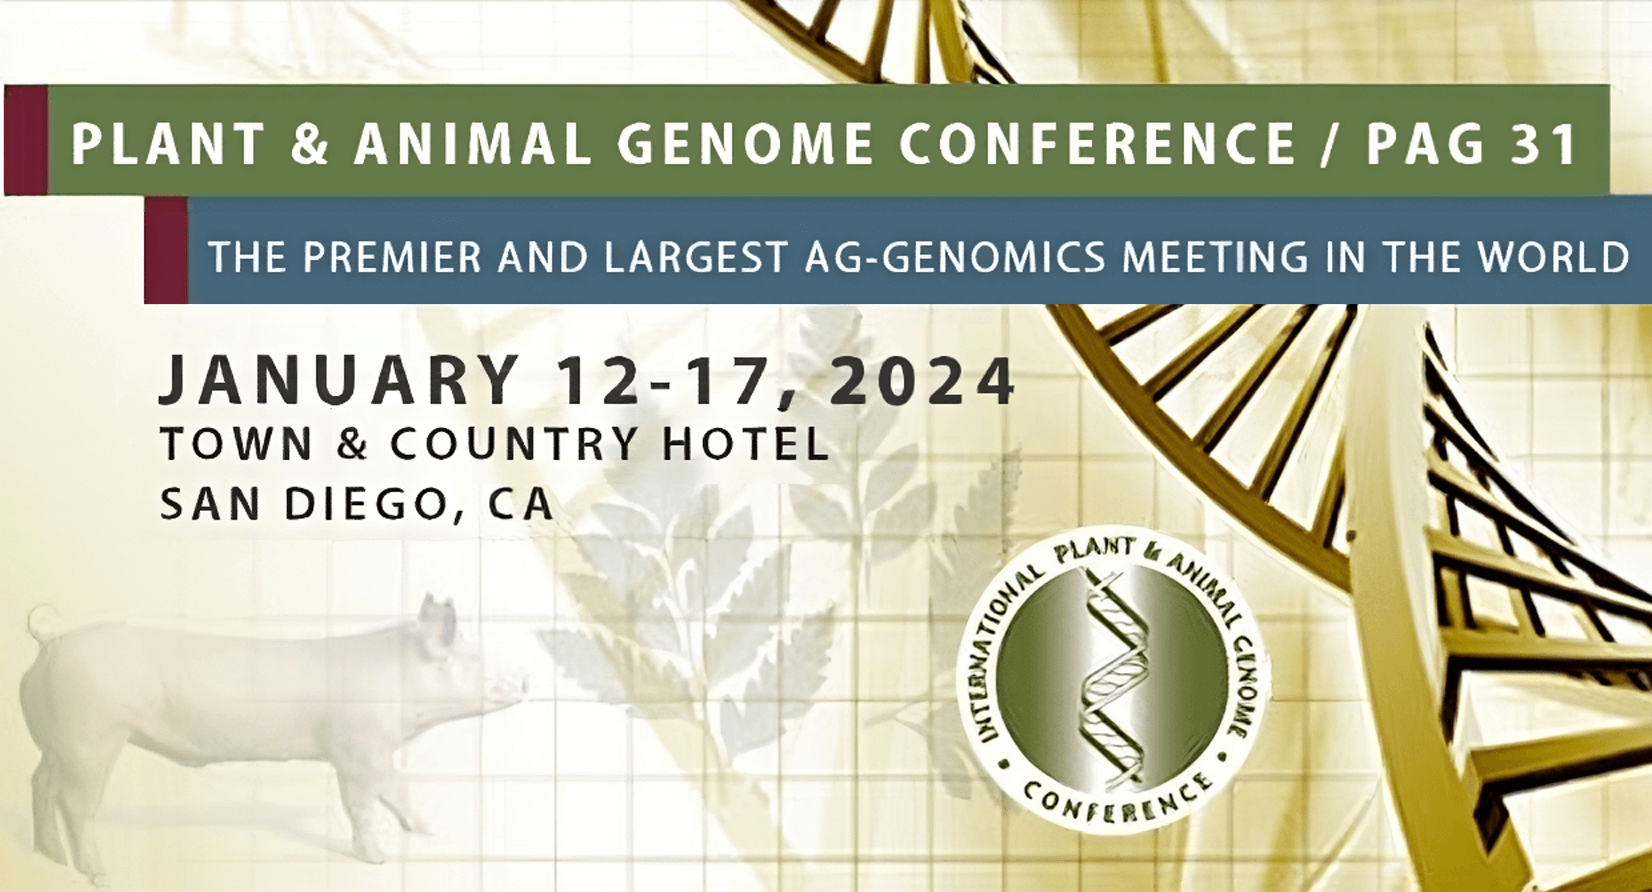 PLANT & ANIMAL GENOME CONFERENCE / PAG 31
THE PREMIER AND LARGEST AG-GENOMICS MEETING IN THE WORLD
JANUARY 12-17, 2024
TOWN & COUNTRY HOTEL
SAN DIEGO, CA
INTERNATIONAL PLANT & ANIMAL GENOME
• CONFERENCE •